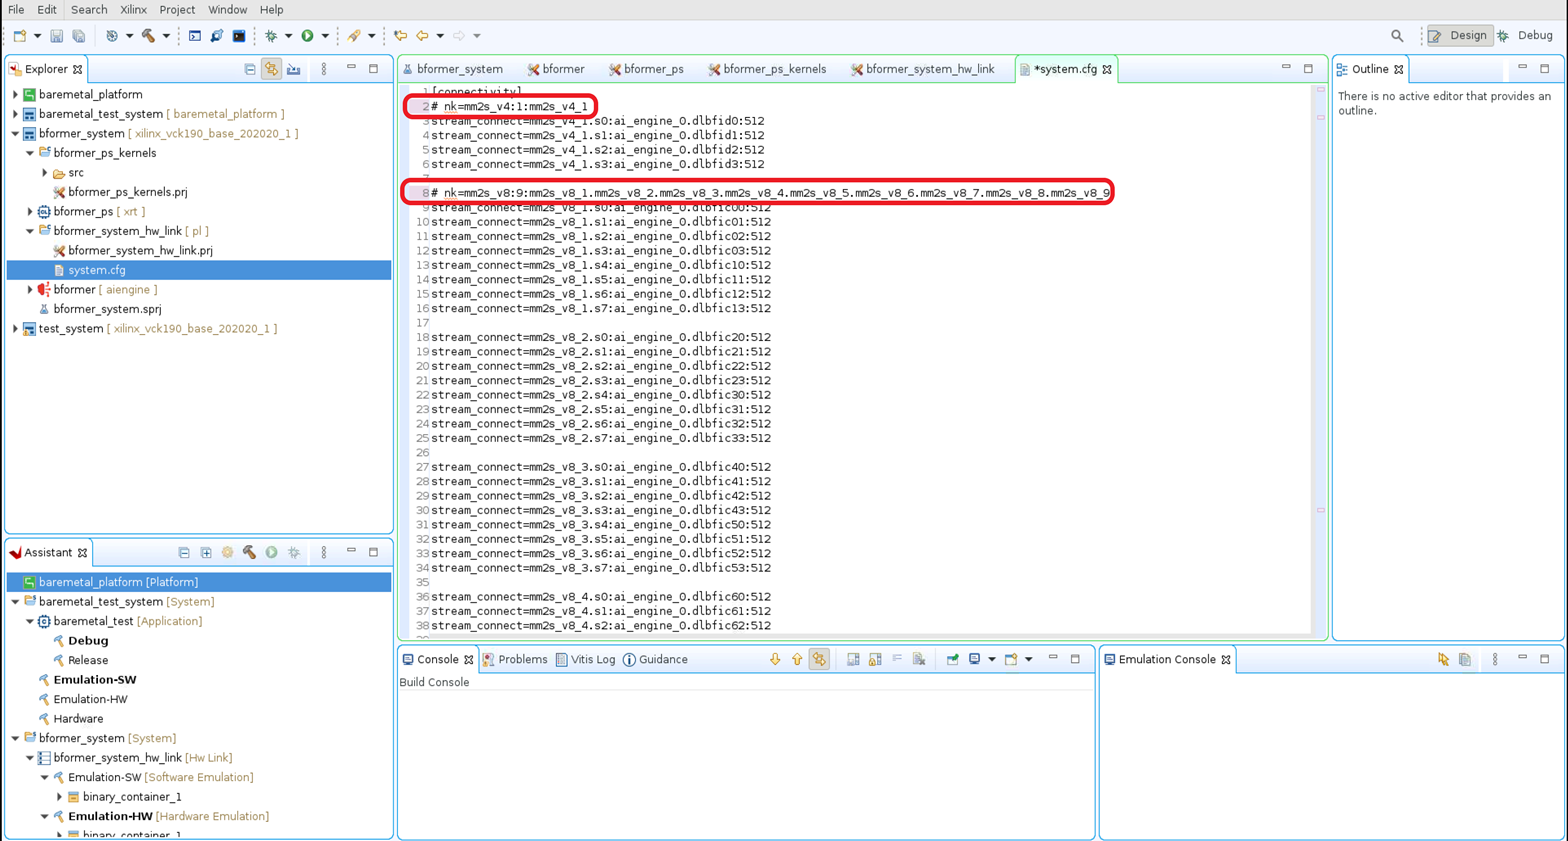 File Edit Search Xilinx Project Window Help
Design Debug
Explorer
baremetal_platform
baremetal_test_system [ baremetal_platform ]
bformer_system [ xilinx_vck190_base_202020_1 ]
bformer_ps_kernels
src
bformer_ps_kernels.prj
bformer_ps [ xrt ]
bformer_system_hw_link [ pl ]
bformer_system_hw_link.prj
system.cfg
bformer [ aiengine ]
bformer_system.sprj
test_system [ xilinx_vck190_base_202020_1 ]
Assistant
baremetal_platform [Platform]
baremetal_test_system [System]
baremetal_test [Application]
Debug
Release
Emulation-SW
Emulation-HW
Hardware
bformer_system [System]
bformer_system_hw_link [Hw Link]
Emulation-SW [Software Emulation]
binary_container_1
Emulation-HW [Hardware Emulation]
binary_container_1
bformer_system bformer bformer_ps bformer_ps_kernels bformer_system_hw_link *system.cfg
1 [connectivity]
2 # nk=mm2s_v4:1:mm2s_v4_1
3 stream_connect=mm2s_v4_1.s0:ai_engine_0.dlbfid0:512
4 stream_connect=mm2s_v4_1.s1:ai_engine_0.dlbfid1:512
5 stream_connect=mm2s_v4_1.s2:ai_engine_0.dlbfid2:512
6 stream_connect=mm2s_v4_1.s3:ai_engine_0.dlbfid3:512
7
8 # nk=mm2s_v8:9:mm2s_v8_1.mm2s_v8_2.mm2s_v8_3.mm2s_v8_4.mm2s_v8_5.mm2s_v8_6.mm2s_v8_7.mm2s_v8_8.mm2s_v8_9
9 stream_connect=mm2s_v8_1.s0:ai_engine_0.dlbfic00:512
10 stream_connect=mm2s_v8_1.s1:ai_engine_0.dlbfic01:512
11 stream_connect=mm2s_v8_1.s2:ai_engine_0.dlbfic02:512
12 stream_connect=mm2s_v8_1.s3:ai_engine_0.dlbfic03:512
13 stream_connect=mm2s_v8_1.s4:ai_engine_0.dlbfic10:512
14 stream_connect=mm2s_v8_1.s5:ai_engine_0.dlbfic11:512
15 stream_connect=mm2s_v8_1.s6:ai_engine_0.dlbfic12:512
16 stream_connect=mm2s_v8_1.s7:ai_engine_0.dlbfic13:512
17
18 stream_connect=mm2s_v8_2.s0:ai_engine_0.dlbfic20:512
19 stream_connect=mm2s_v8_2.s1:ai_engine_0.dlbfic21:512
20 stream_connect=mm2s_v8_2.s2:ai_engine_0.dlbfic22:512
21 stream_connect=mm2s_v8_2.s3:ai_engine_0.dlbfic23:512
22 stream_connect=mm2s_v8_2.s4:ai_engine_0.dlbfic30:512
23 stream_connect=mm2s_v8_2.s5:ai_engine_0.dlbfic31:512
24 stream_connect=mm2s_v8_2.s6:ai_engine_0.dlbfic32:512
25 stream_connect=mm2s_v8_2.s7:ai_engine_0.dlbfic33:512
26
27 stream_connect=mm2s_v8_3.s0:ai_engine_0.dlbfic40:512
28 stream_connect=mm2s_v8_3.s1:ai_engine_0.dlbfic41:512
29 stream_connect=mm2s_v8_3.s2:ai_engine_0.dlbfic42:512
30 stream_connect=mm2s_v8_3.s3:ai_engine_0.dlbfic43:512
31 stream_connect=mm2s_v8_3.s4:ai_engine_0.dlbfic50:512
32 stream_connect=mm2s_v8_3.s5:ai_engine_0.dlbfic51:512
33 stream_connect=mm2s_v8_3.s6:ai_engine_0.dlbfic52:512
34 stream_connect=mm2s_v8_3.s7:ai_engine_0.dlbfic53:512
35
36 stream_connect=mm2s_v8_4.s0:ai_engine_0.dlbfic60:512
37 stream_connect=mm2s_v8_4.s1:ai_engine_0.dlbfic61:512
38 stream_connect=mm2s_v8_4.s2:ai_engine_0.dlbfic62:512
39
Outline
There is no active editor that provides an
outline.
Console Problems Vitis Log Guidance
Build Console
Emulation Console